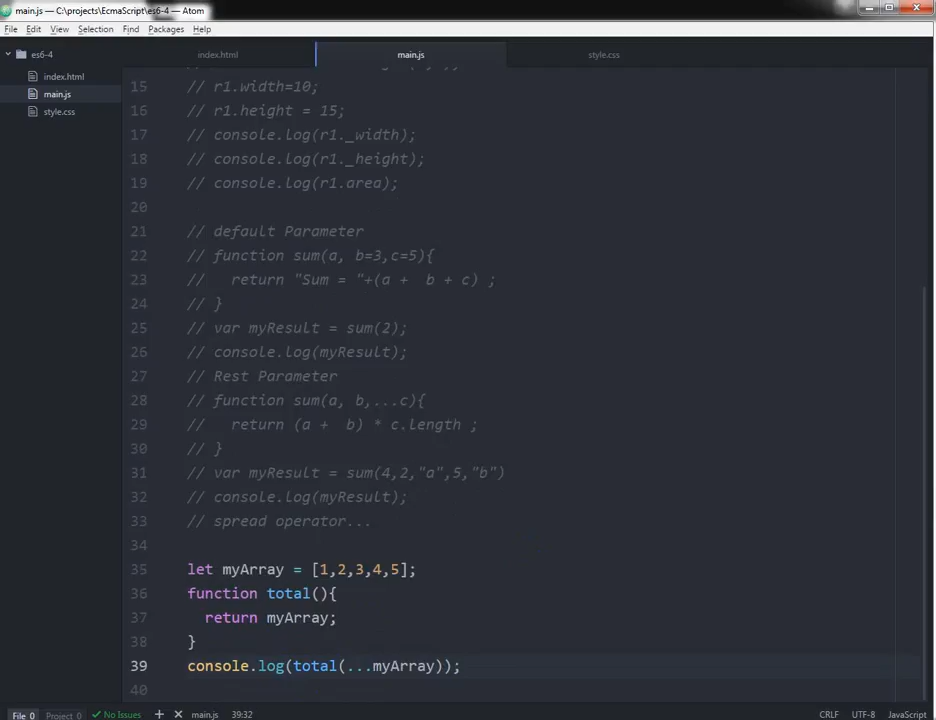 main.js — C:\projects\EcmaScript\es6-4 — Atom
File Edit View Selection Find Packages Help
es6-4
index.html
main.js
style.css
index.html main.js style.css
15 // r1.width=10;
16 // r1.height = 15;
17 // console.log(r1._width);
18 // console.log(r1._height);
19 // console.log(r1.area);
20
21 // default Parameter
22 // function sum(a, b=3,c=5){
23 //   return "Sum = "+(a +  b + c) ;
24 // }
25 // var myResult = sum(2);
26 // console.log(myResult);
27 // Rest Parameter
28 // function sum(a, b,...c){
29 //   return (a +  b) * c.length ;
30 // }
31 // var myResult = sum(4,2,"a",5,"b")
32 // console.log(myResult);
33 // spread operator...
34
35 let myArray = [1,2,3,4,5];
36 function total(){
37   return myArray;
38 }
39 console.log(total(...myArray));
40
File 0 Project 0 No Issues main.js 39:32 CRLF UTF-8 JavaScript